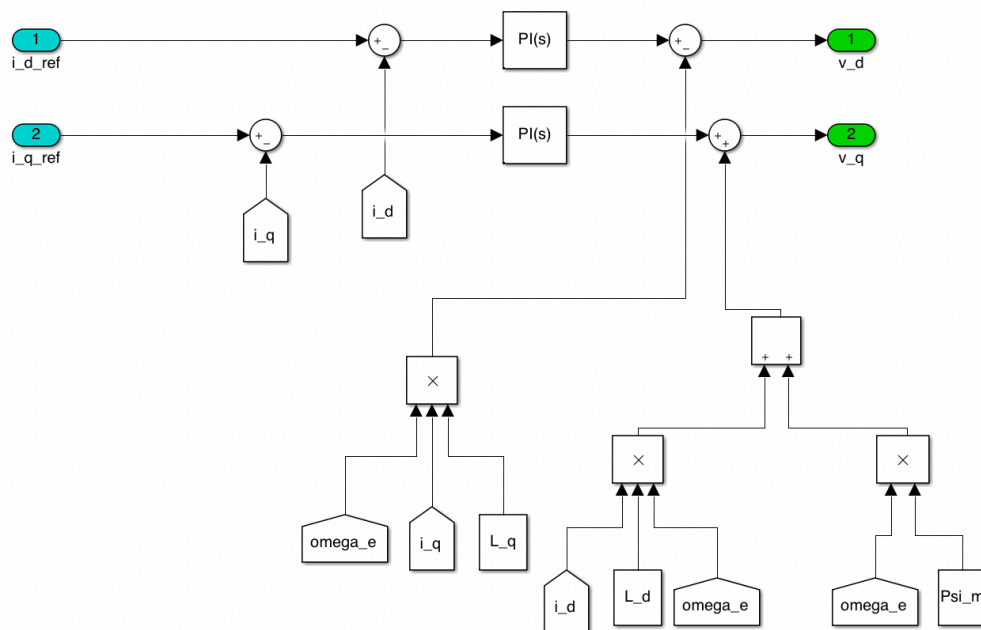 1
i_d_ref
+
−
PI(s)
+
−
1
v_d
2
i_q_ref
+
−
PI(s)
+
+
2
v_q
i_d
i_q
+ +
×
×
×
omega_e
i_q
L_q
i_d
L_d
omega_e
omega_e
Psi_m